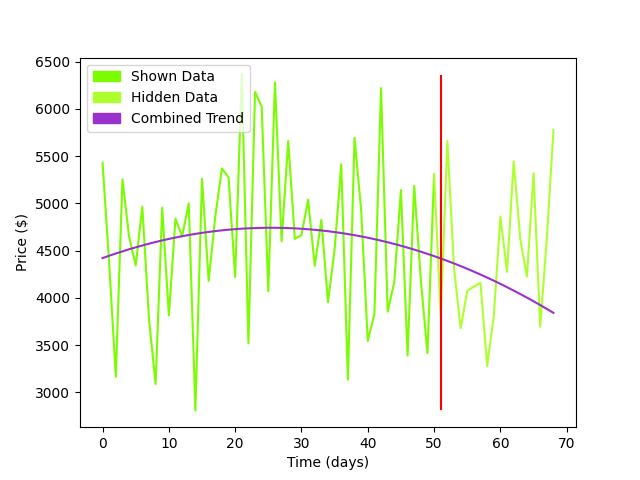 Shown Data
Hidden Data
Combined Trend
6500
6000
5500
5000
4500
4000
3500
3000
Price ($)
0 10 20 30 40 50 60 70
Time (days)